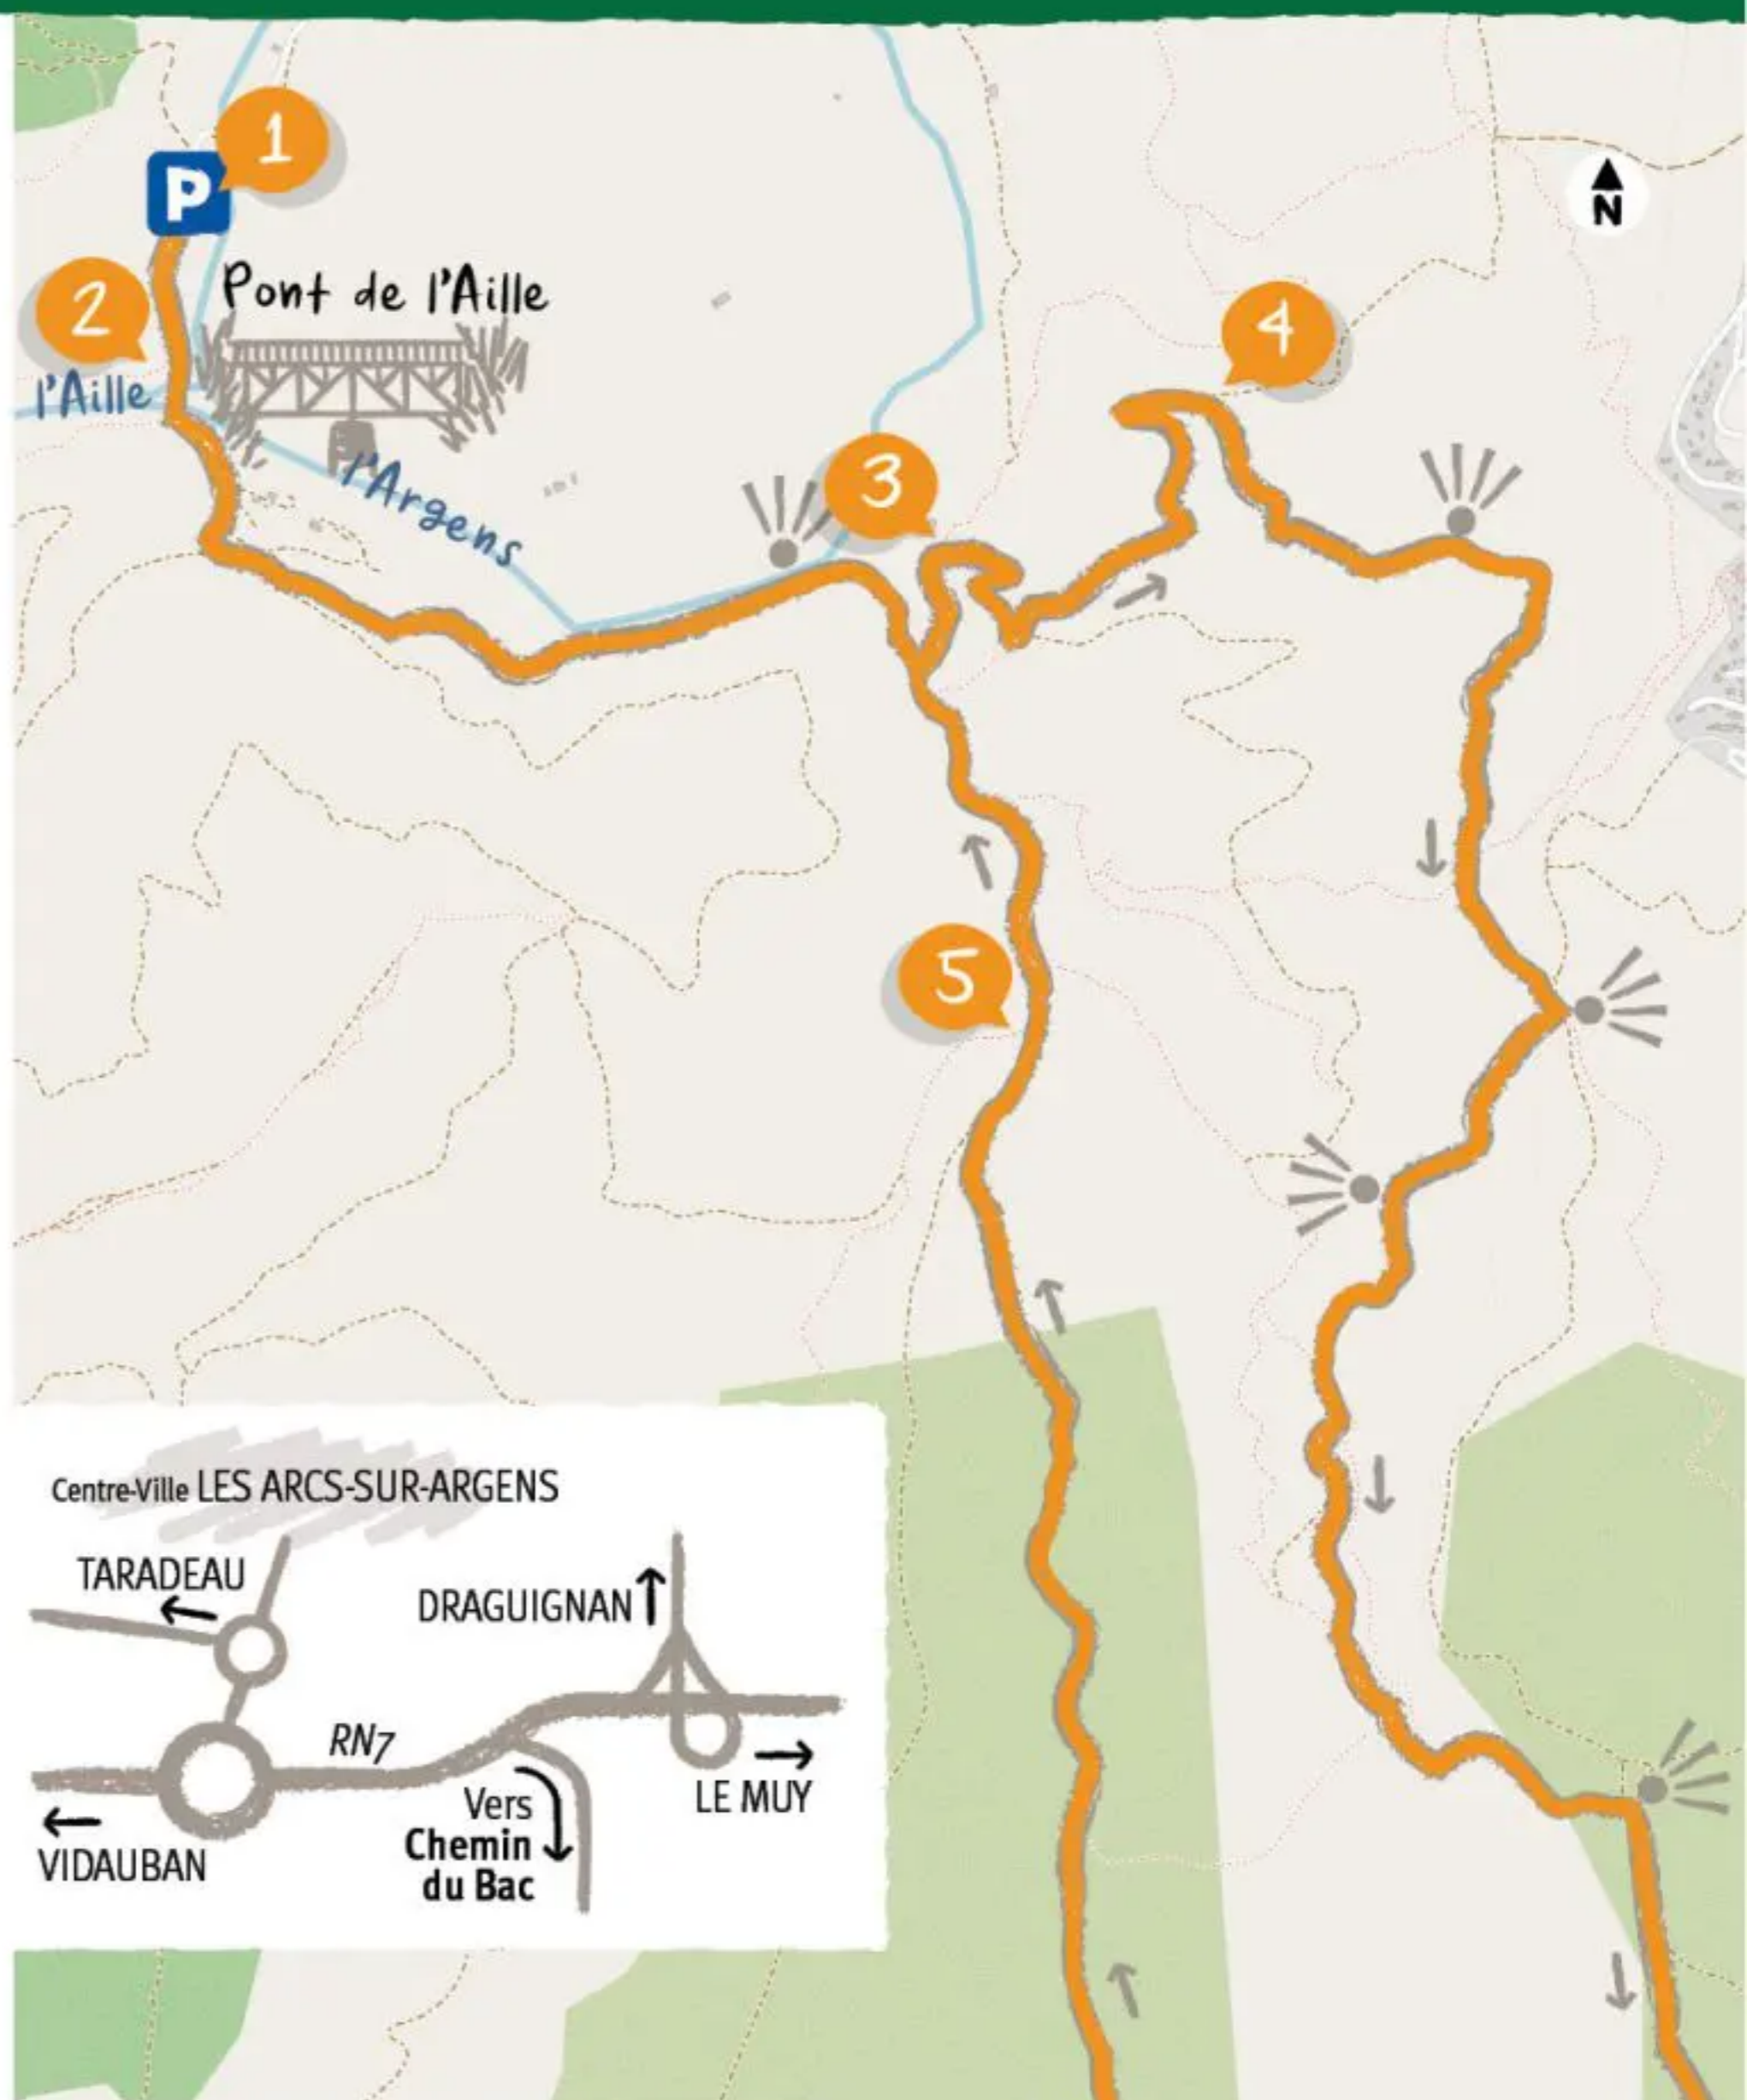 1
P
N
2
Pont de l'Aille
4
l'Aille
3
l'Argens
5
Centre-Ville LES ARCS-SUR-ARGENS
TARADEAU
DRAGUIGNAN
RN7
LE MUY
Vers
Chemin
du Bac
VIDAUBAN